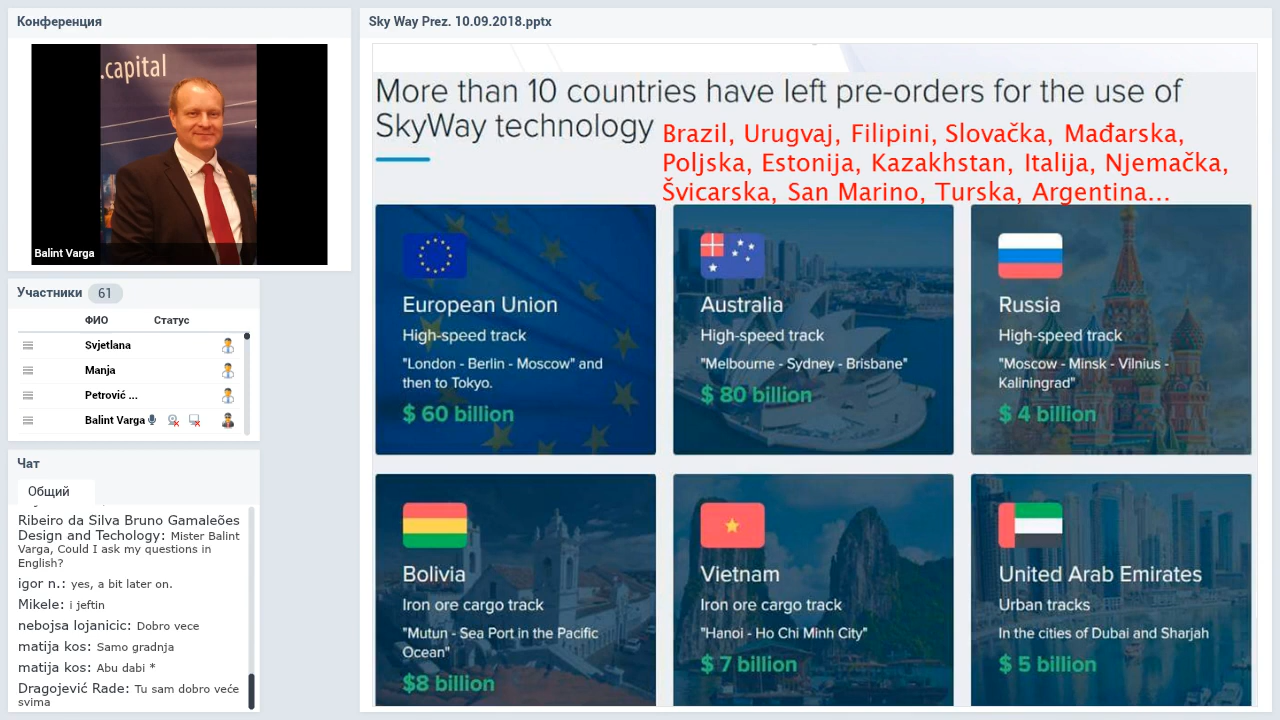 Конференция
.capital
Balint Varga
Участники 61
ФИО Статус
Svjetlana
Manja
Petrović ...
Balint Varga
Чат
Общий
Ribeiro da Silva Bruno Gamaleões
Design and Techology: Mister Balint
Varga, Could I ask my questions in
English?
igor n.: yes, a bit later on.
Mikele: i jeftin
nebojsa lojanicic: Dobro vece
matija kos: Samo gradnja
matija kos: Abu dabi *
Dragojević Rade: Tu sam dobro veće
svima
Sky Way Prez. 10.09.2018.pptx
More than 10 countries have left pre-orders for the use of
SkyWay technology
Brazil, Urugvaj, Filipini, Slovačka, Mađarska,
Poljska, Estonija, Kazakhstan, Italija, Njemačka,
Švicarska, San Marino, Turska, Argentina...
European Union
High-speed track
"London - Berlin - Moscow" and
then to Tokyo.
$ 60 billion
Australia
High-speed track
"Melbourne - Sydney - Brisbane"
$ 80 billion
Russia
High-speed track
"Moscow - Minsk - Vilnius -
Kaliningrad"
$ 4 billion
Bolivia
Iron ore cargo track
"Mutun - Sea Port in the Pacific
Ocean"
$8 billion
Vietnam
Iron ore cargo track
"Hanoi - Ho Chi Minh City"
$ 7 billion
United Arab Emirates
Urban tracks
In the cities of Dubai and Sharjah
$ 5 billion